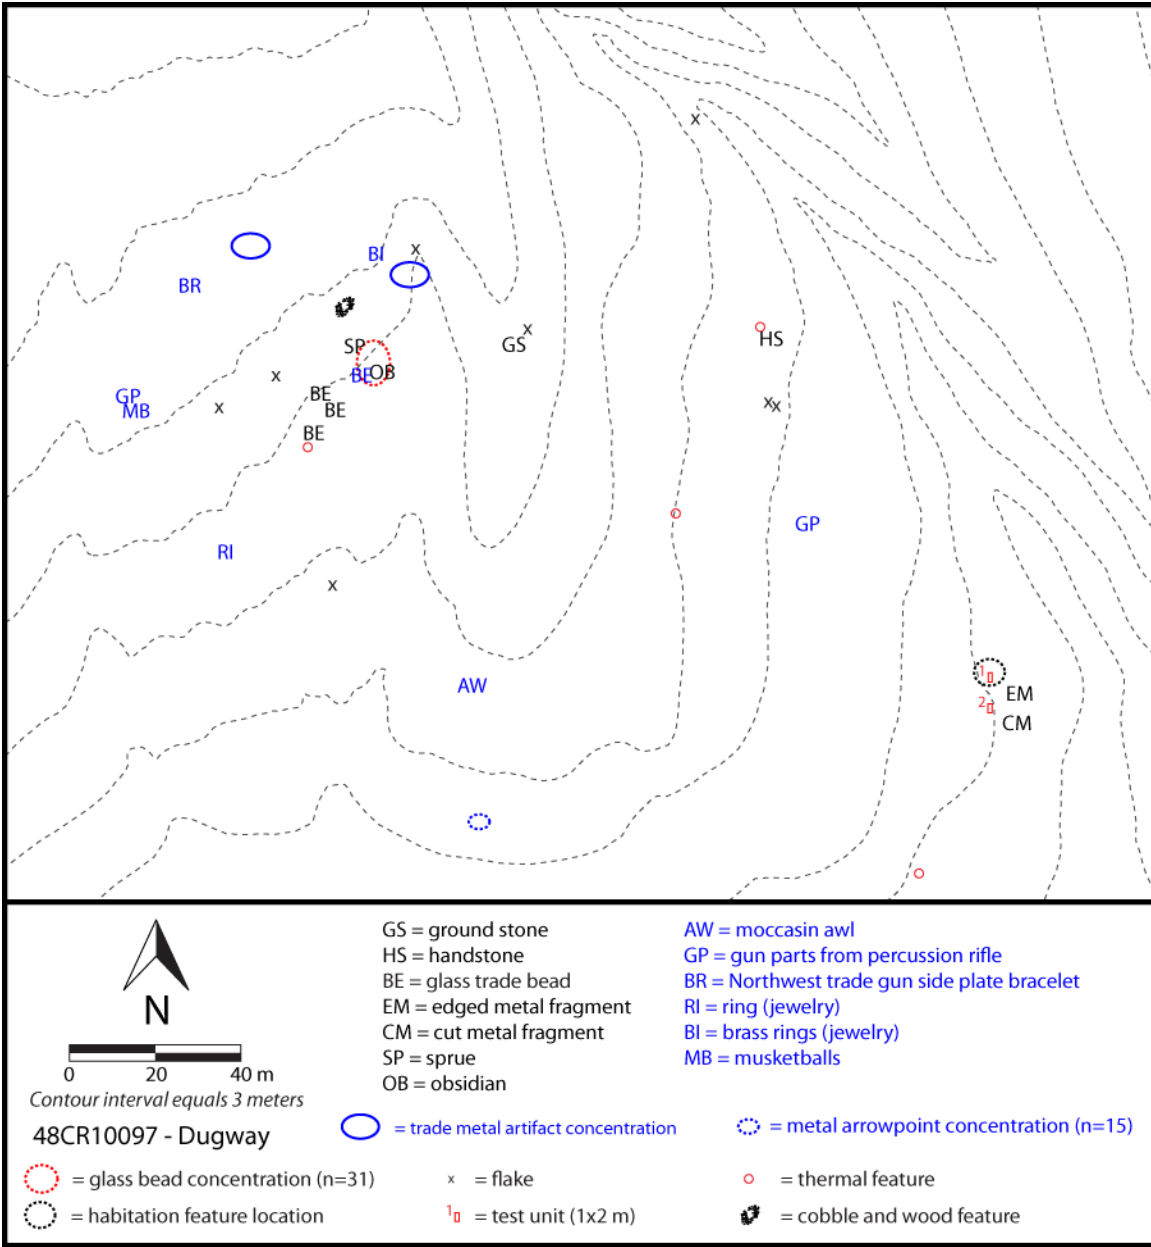 x
BI
x
BR
x
GS
HS
SP
BE
OB
x
BE
BE
x
GP
MB
xx
BE
GP
RI
x
AW
1
EM
2
CM
N
0 20 40 m
Contour interval equals 3 meters
48CR10097 - Dugway
GS = ground stone
HS = handstone
BE = glass trade bead
EM = edged metal fragment
CM = cut metal fragment
SP = sprue
OB = obsidian
AW = moccasin awl
GP = gun parts from percussion rifle
BR = Northwest trade gun side plate bracelet
RI = ring (jewelry)
BI = brass rings (jewelry)
MB = musketballs
= trade metal artifact concentration
= metal arrowpoint concentration (n=15)
= glass bead concentration (n=31)
x = flake
= thermal feature
= habitation feature location
1 = test unit (1x2 m)
= cobble and wood feature